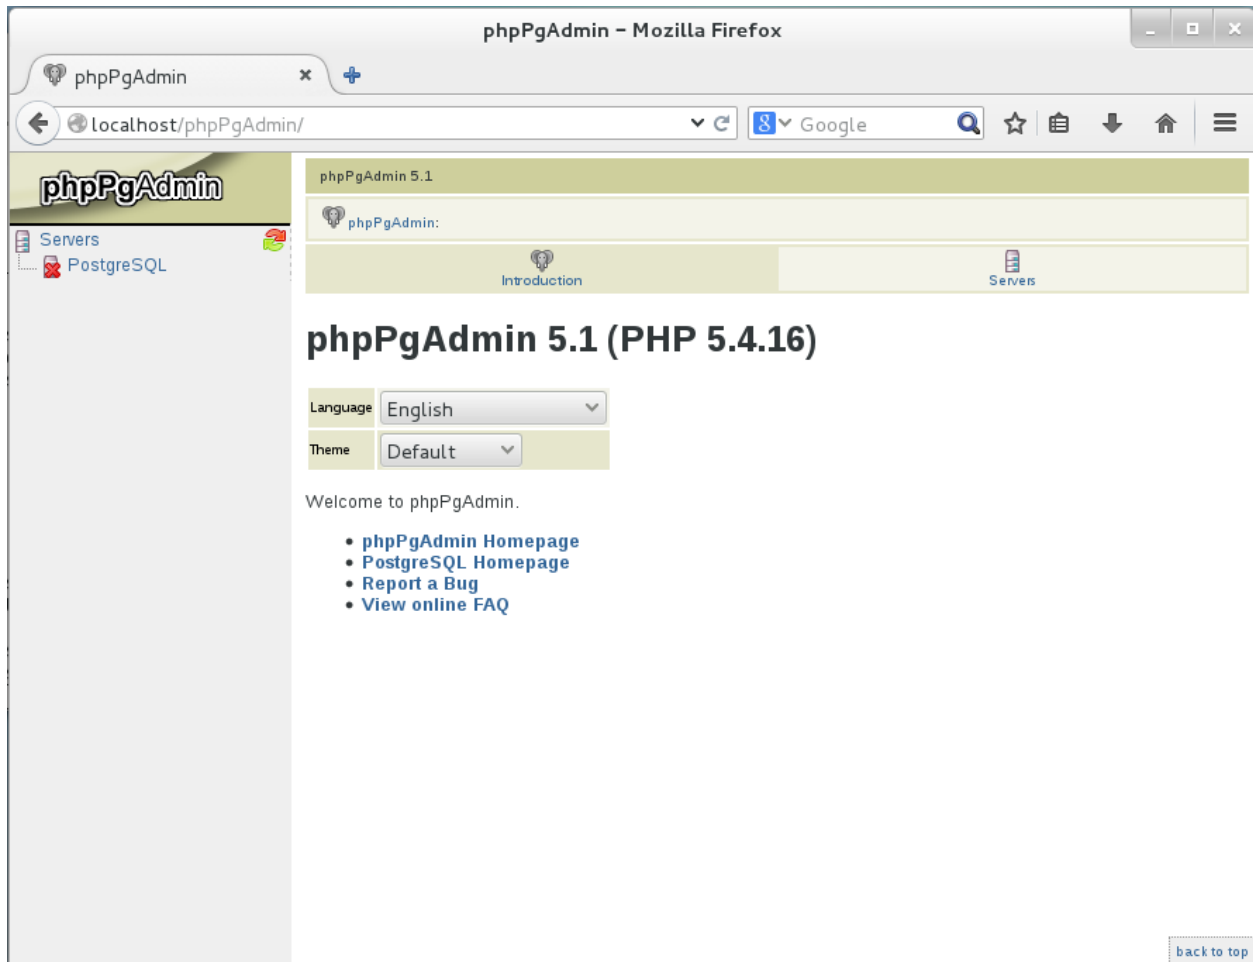 phpPgAdmin – Mozilla Firefox
phpPgAdmin
localhost/phpPgAdmin/
8 Google
phpPgAdmin
Servers
PostgreSQL
phpPgAdmin 5.1
phpPgAdmin:
Introduction
Servers
phpPgAdmin 5.1 (PHP 5.4.16)
Language English
Theme Default
Welcome to phpPgAdmin.
• phpPgAdmin Homepage
• PostgreSQL Homepage
• Report a Bug
• View online FAQ
back to top